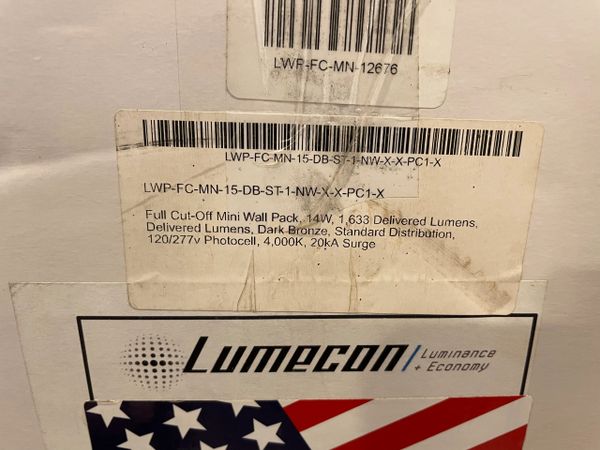 LWP-FC-MN-12676
LWP-FC-MN-15-DB-ST-1-NW-X-X-PC1-X
LWP-FC-MN-15-DB-ST-1-NW-X-X-PC1-X
Full Cut-Off Mini Wall Pack, 14W, 1,633 Delivered Lumens,
Delivered Lumens, Dark Bronze, Standard Distribution,
120/277v Photocell, 4,000K, 20kA Surge
Lumecon
Luminance
+ Economy